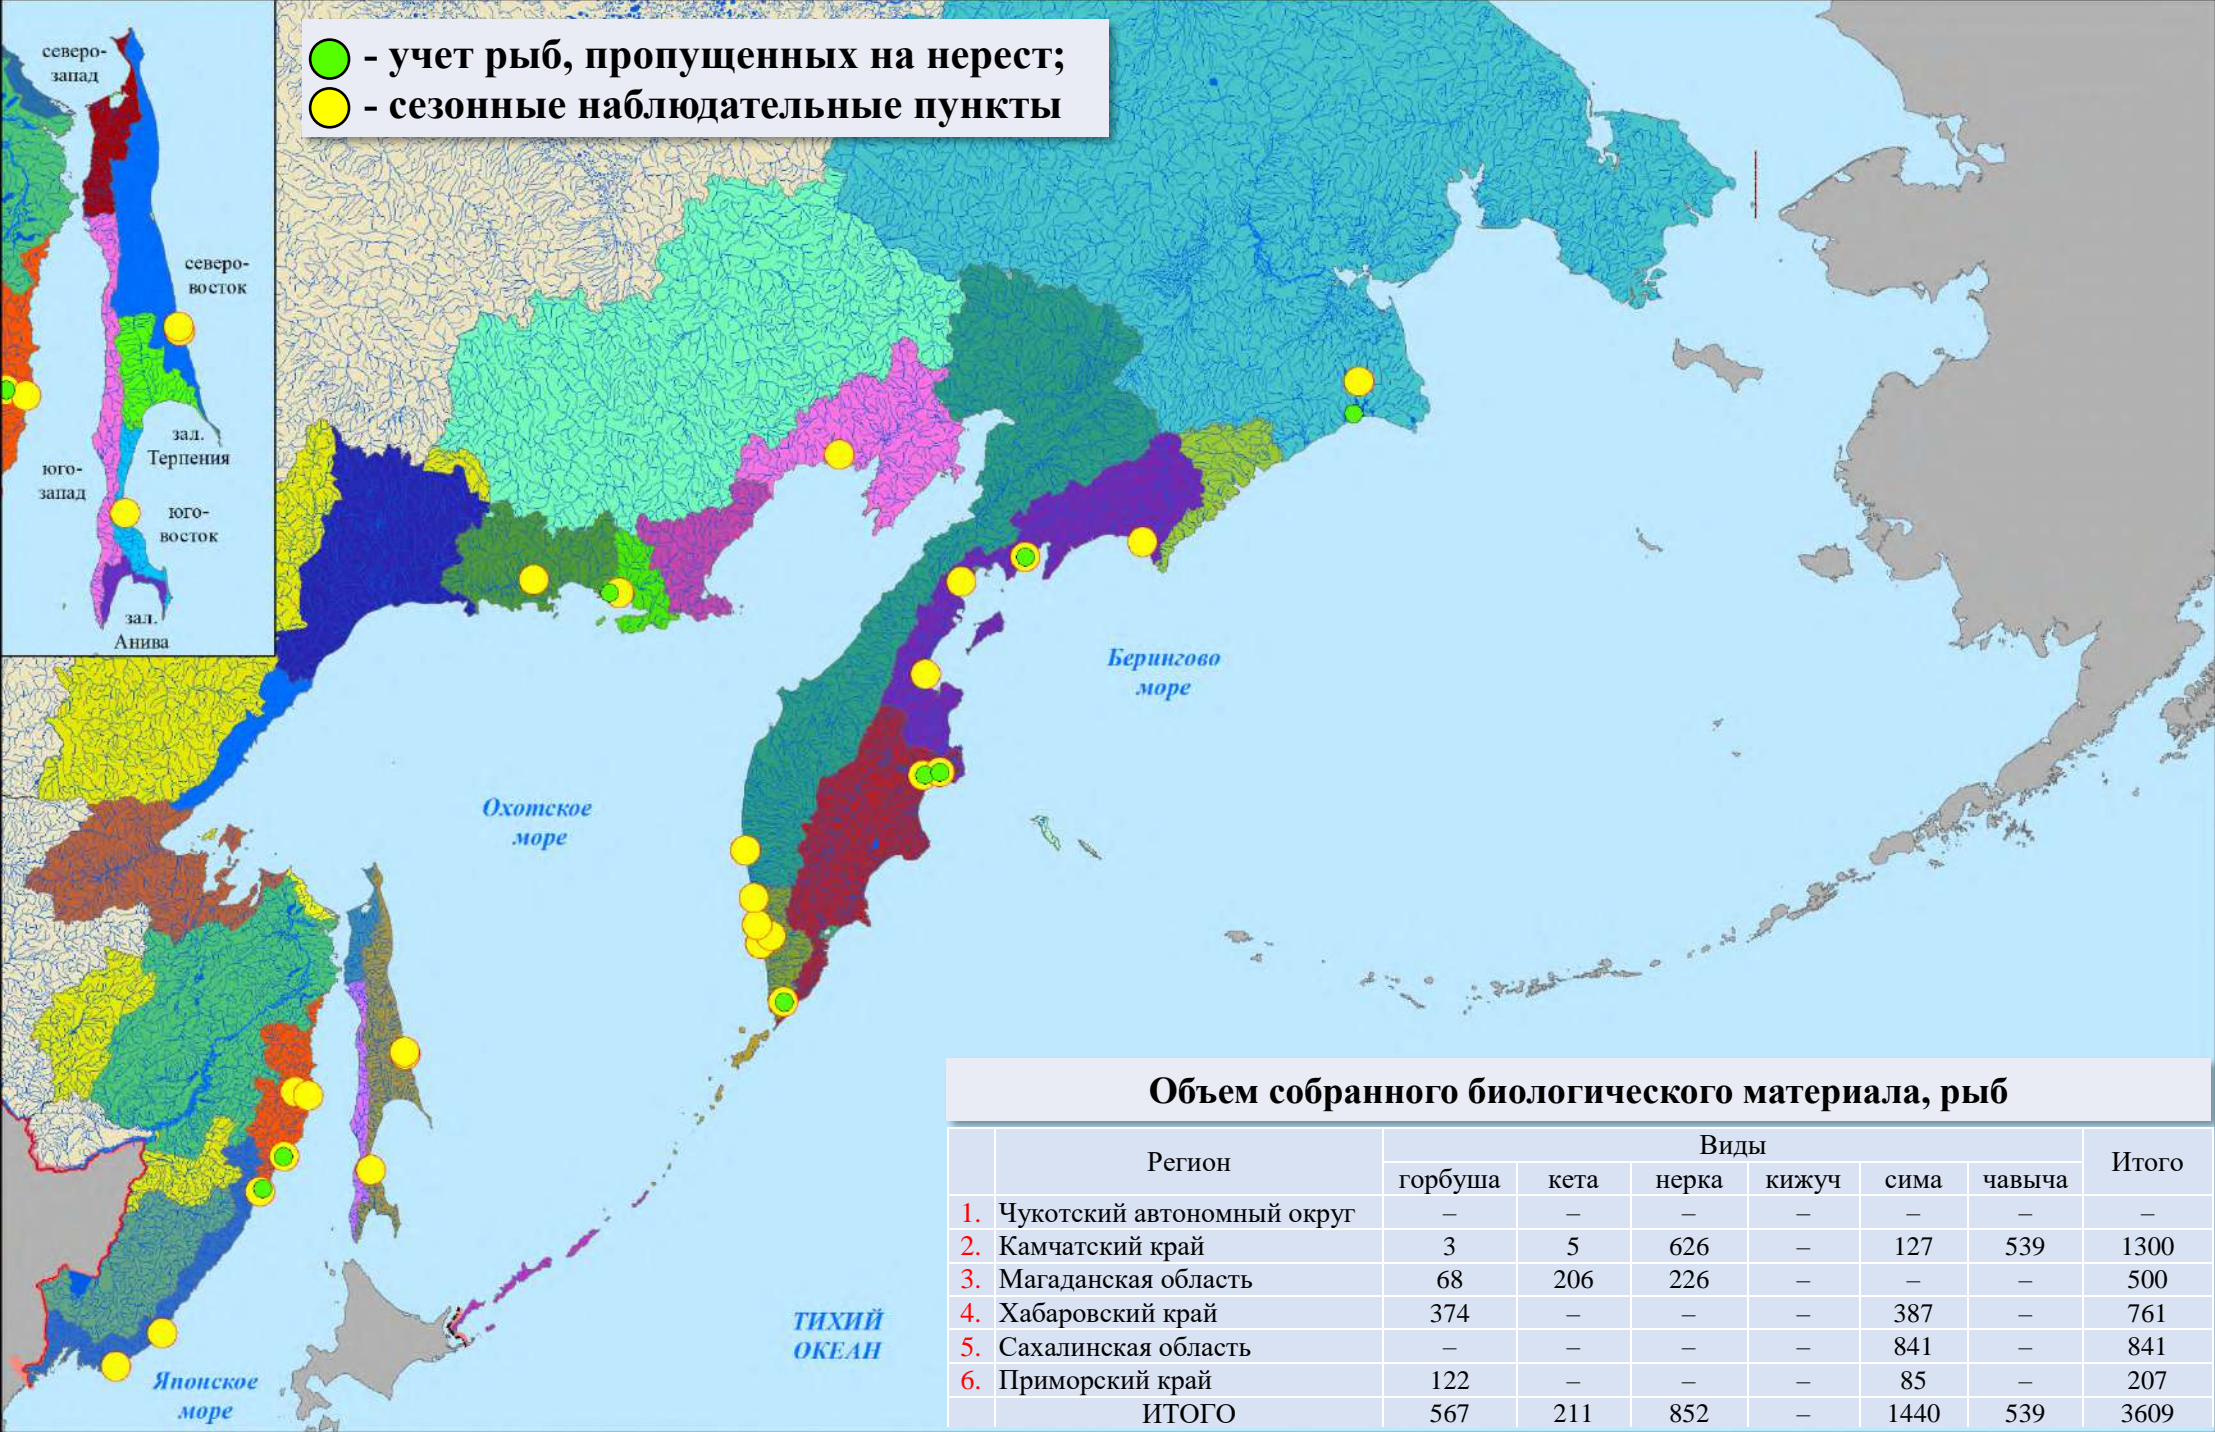 - учет рыб, пропущенных на нерест;
- сезонные наблюдательные пункты
северо-
запад
северо-
восток
зал.
Терпения
юго-
запад
юго-
восток
зал.
Анива
Берингово
море
Охотское
море
ТИХИЙ
ОКЕАН
Японское
море
Объем собранного биологического материала, рыб
Регион Виды Итого
горбуша кета нерка кижуч сима чавыча
1. Чукотский автономный округ – – – – – – –
2. Камчатский край 3 5 626 – 127 539 1300
3. Магаданская область 68 206 226 – – – 500
4. Хабаровский край 374 – – – 387 – 761
5. Сахалинская область – – – – 841 – 841
6. Приморский край 122 – – – 85 – 207
ИТОГО 567 211 852 – 1440 539 3609